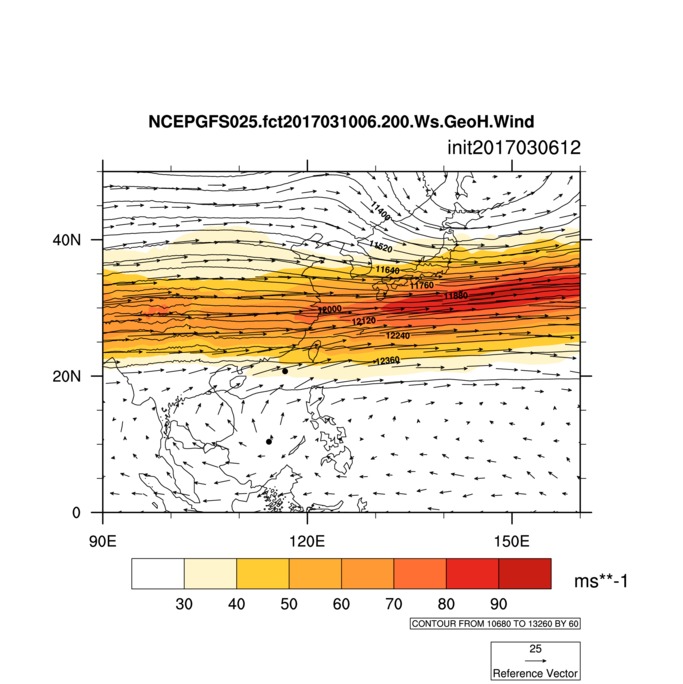 NCEPGFS025.fct2017031006.200.Ws.GeoH.Wind
init2017030612
11400
11520
40N
11640
11760
11880
12000
12120
12240
12360
20N
0
90E 120E 150E
ms**-1
30 40 50 60 70 80 90
CONTOUR FROM 10680 TO 13260 BY 60
25
Reference Vector